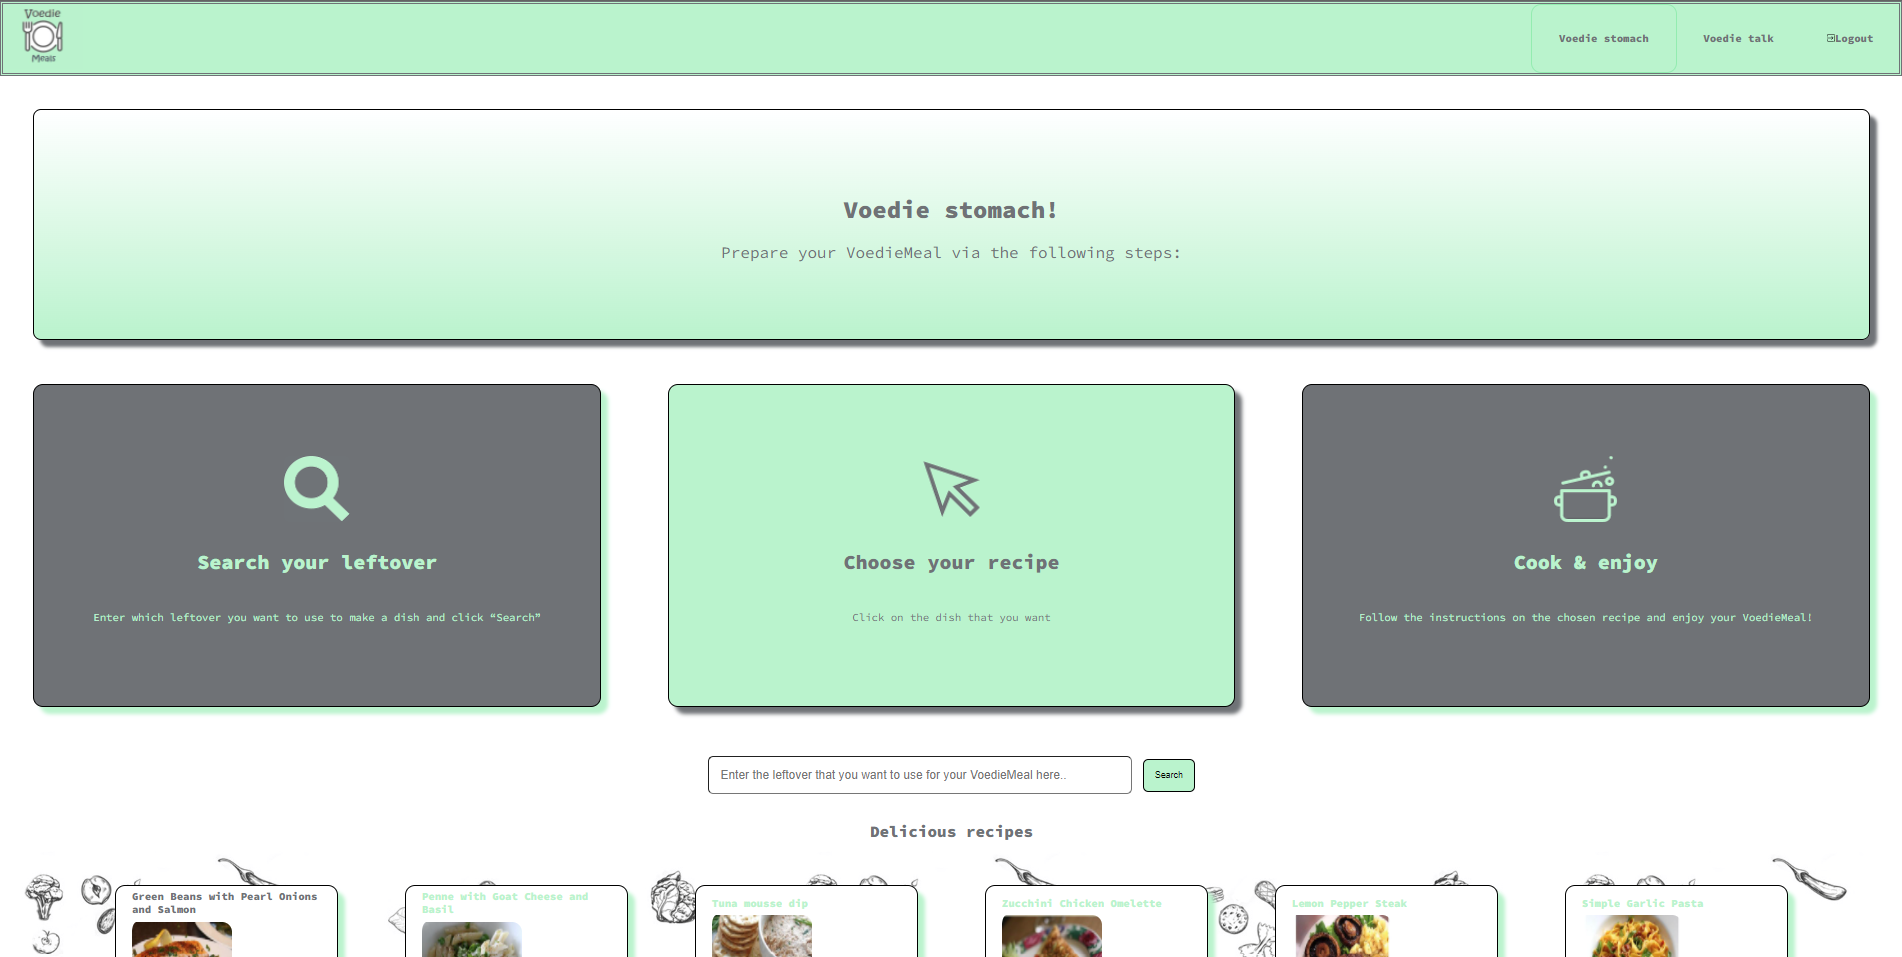 Voedie
Meals
Voedie stomach
Voedie talk
Logout
Voedie stomach!
Prepare your VoedieMeal via the following steps:
Search your leftover
Enter which leftover you want to use to make a dish and click “Search”
Choose your recipe
Click on the dish that you want
Cook & enjoy
Follow the instructions on the chosen recipe and enjoy your VoedieMeal!
Enter the leftover that you want to use for your VoedieMeal here..
Search
Delicious recipes
Green Beans with Pearl Onions
and Salmon
Penne with Goat Cheese and
Basil
Tuna mousse dip
Zucchini Chicken Omelette
Lemon Pepper Steak
Simple Garlic Pasta